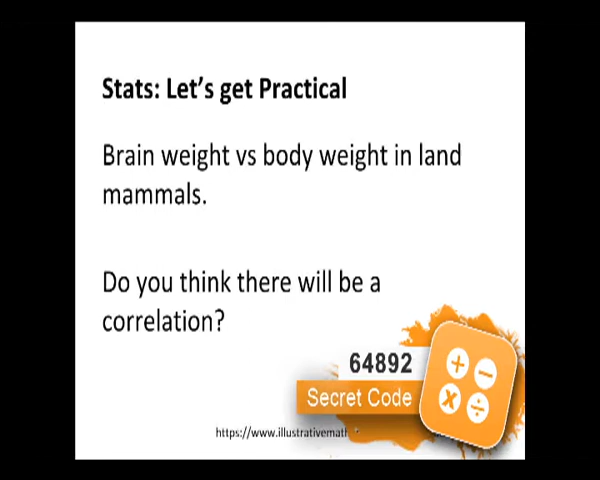 Stats: Let's get Practical
Brain weight vs body weight in land
mammals.
Do you think there will be a
correlation?
64892
Secret Code
https://www.illustrativemath